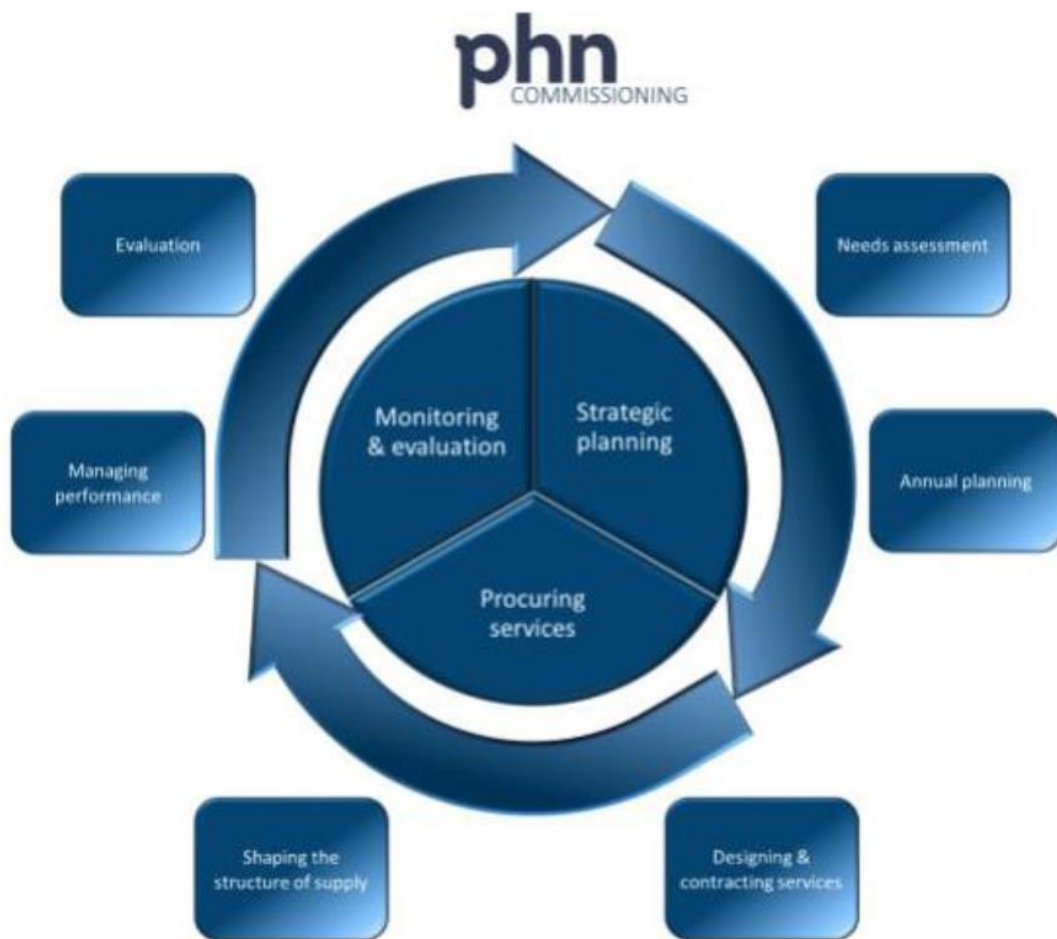 phn
COMMISSIONING
Evaluation
Needs assessment
Monitoring
& evaluation
Strategic
planning
Managing
performance
Annual planning
Procuring
services
Shaping the
structure of supply
Designing &
contracting services